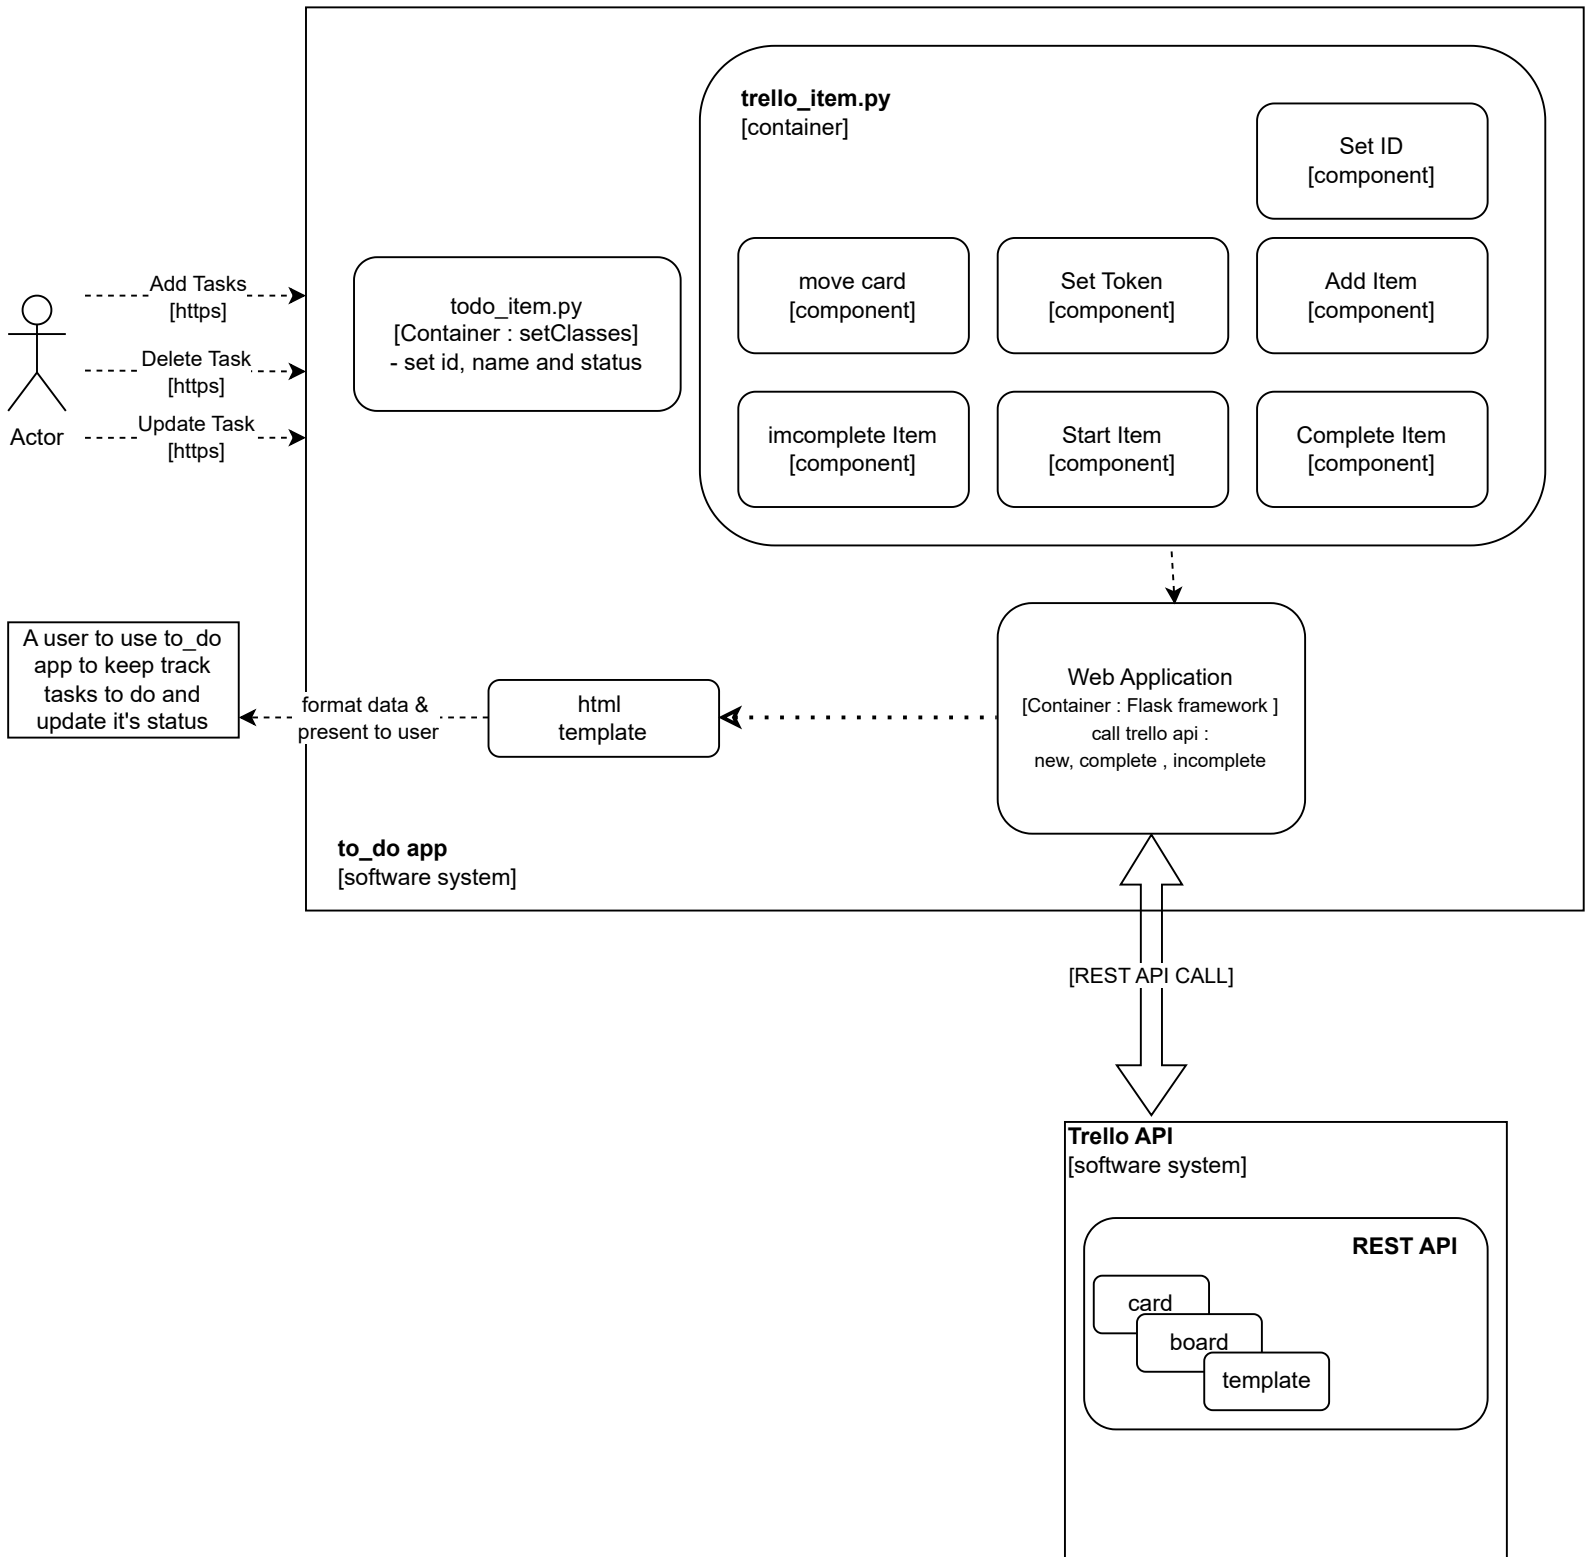 trello_item.py
[container]
Set ID
[component]
move card
[component]
Set Token
[component]
Add Item
[component]
imcomplete Item
[component]
Start Item
[component]
Complete Item
[component]
Add Tasks
[https]
Delete Task
[https]
Update Task
[https]
Actor
todo_item.py
[Container : setClasses]
- set id, name and status
A user to use to_do
app to keep track
tasks to do and
update it's status
format data &
present to user
html
template
Web Application
[Container : Flask framework ]
call trello api :
new, complete , incomplete
to_do app
[software system]
[REST API CALL]
Trello API
[software system]
REST API
card
board
template